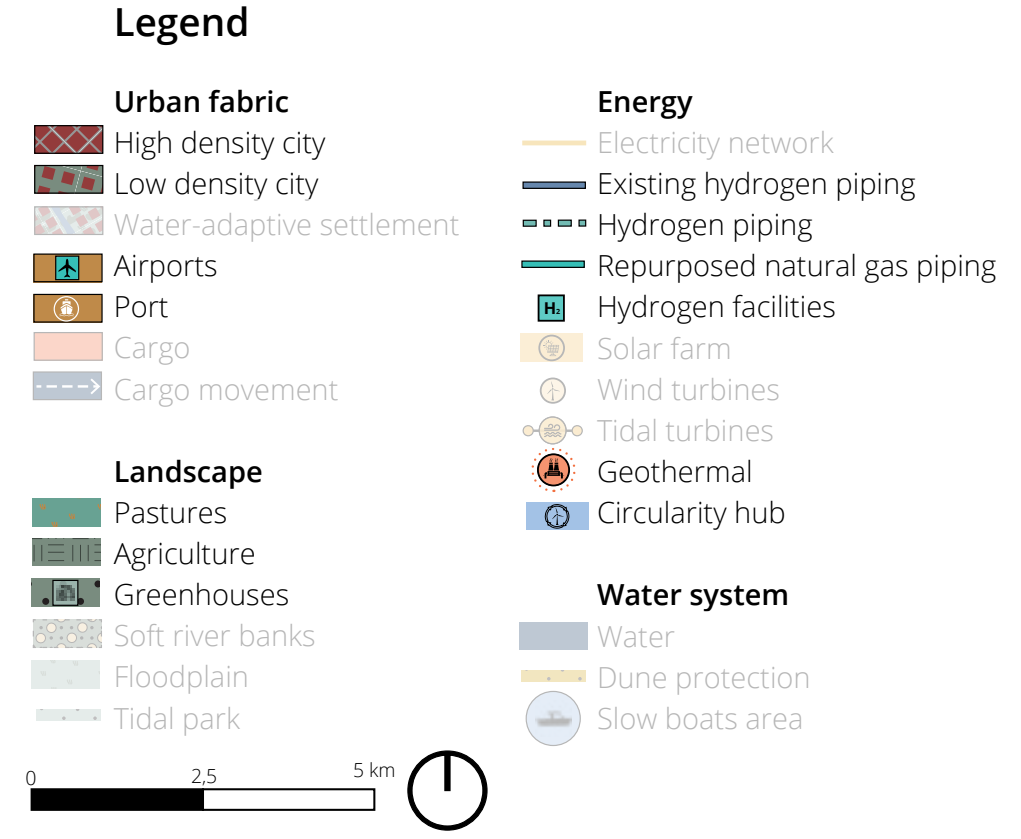 Legend
Urban fabric
High density city
Low density city
Water-adaptive settlement
Airports
Port
Cargo
Cargo movement
Landscape
Pastures
Agriculture
Greenhouses
Soft river banks
Floodplain
Tidal park
0 2,5 5 km
Energy
Electricity network
Existing hydrogen piping
Hydrogen piping
Repurposed natural gas piping
H₂ Hydrogen facilities
Solar farm
Wind turbines
Tidal turbines
Geothermal
Circularity hub
Water system
Water
Dune protection
Slow boats area